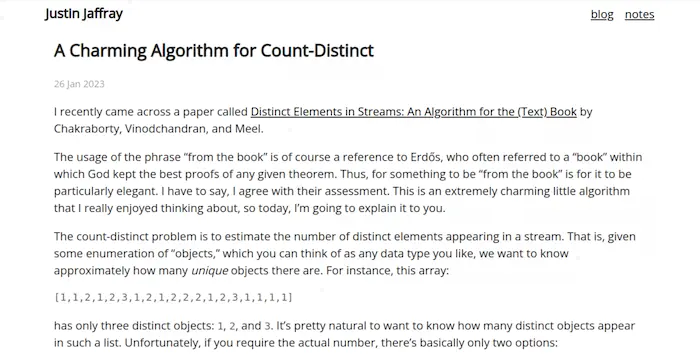 Justin Jaffray
blog notes
A Charming Algorithm for Count-Distinct
26 Jan 2023
I recently came across a paper called Distinct Elements in Streams: An Algorithm for the (Text) Book by
Chakraborty, Vinodchandran, and Meel.
The usage of the phrase “from the book” is of course a reference to Erdős, who often referred to a “book” within
which God kept the best proofs of any given theorem. Thus, for something to be “from the book” is for it to be
particularly elegant. I have to say, I agree with their assessment. This is an extremely charming little algorithm
that I really enjoyed thinking about, so today, I’m going to explain it to you.
The count-distinct problem is to estimate the number of distinct elements appearing in a stream. That is, given
some enumeration of “objects,” which you can think of as any data type you like, we want to know
approximately how many unique objects there are. For instance, this array:
[1,1,2,1,2,3,1,2,1,2,2,2,1,2,3,1,1,1,1]
has only three distinct objects: 1, 2, and 3. It’s pretty natural to want to know how many distinct objects appear
in such a list. Unfortunately, if you require the actual number, there’s basically only two options: